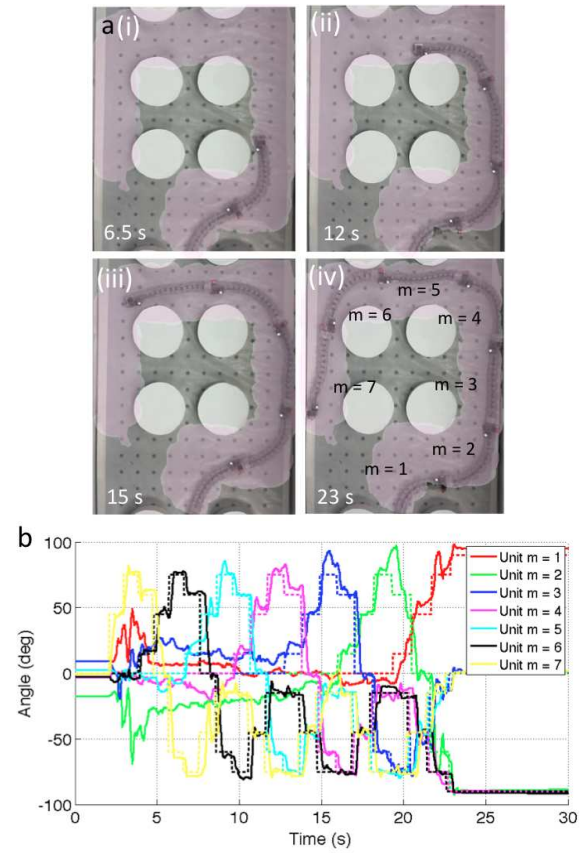 a (i)
(ii)
6.5 s
12 s
(iii)
(iv)
m = 5
m = 6
m = 4
m = 7
m = 3
m = 2
m = 1
15 s
23 s
b
100
50
0
-50
-100
Angle (deg)
0
5
10
15
20
25
30
Time (s)
Unit m = 1
Unit m = 2
Unit m = 3
Unit m = 4
Unit m = 5
Unit m = 6
Unit m = 7